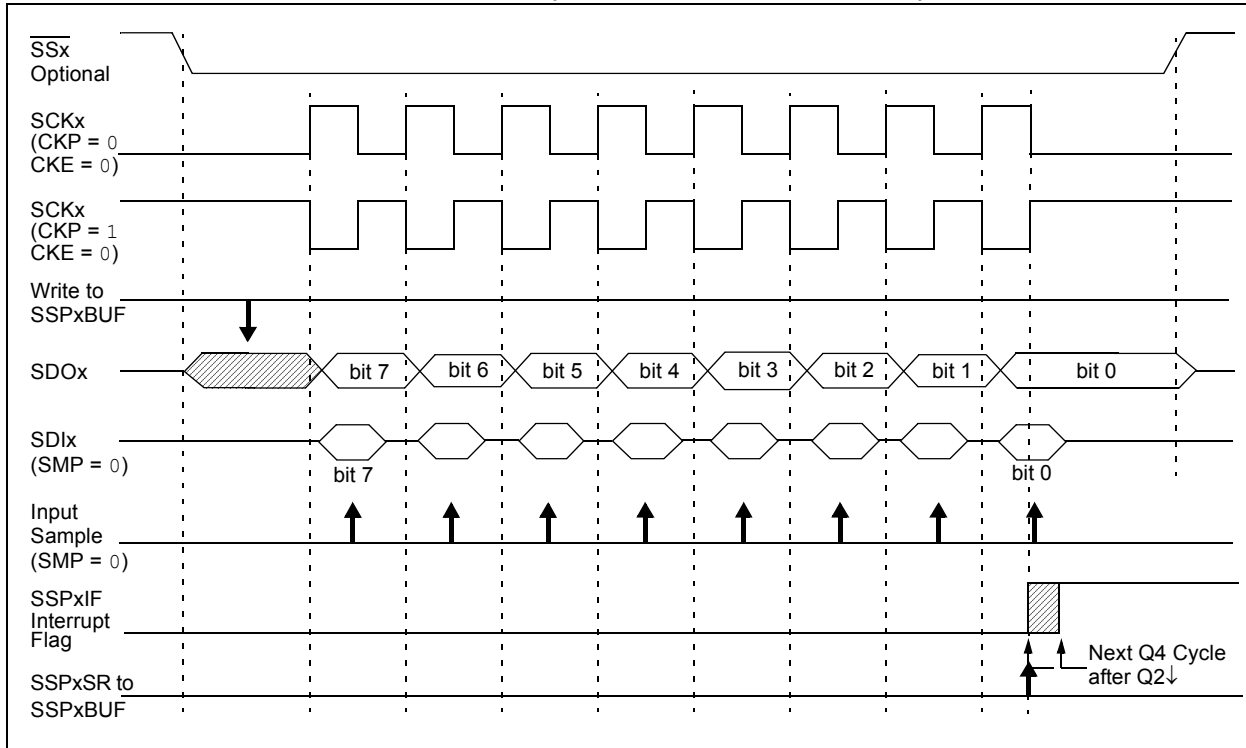 SSx
Optional
SCKx
(CKP = 0
CKE = 0)
SCKx
(CKP = 1
CKE = 0)
Write to
SSPxBUF
SDOx
bit 7
bit 6
bit 5
bit 4
bit 3
bit 2
bit 1
bit 0
SDIx
(SMP = 0)
bit 7
bit 0
Input
Sample
(SMP = 0)
SSPxIF
Interrupt
Flag
Next Q4 Cycle
after Q2↓
SSPxSR to
SSPxBUF